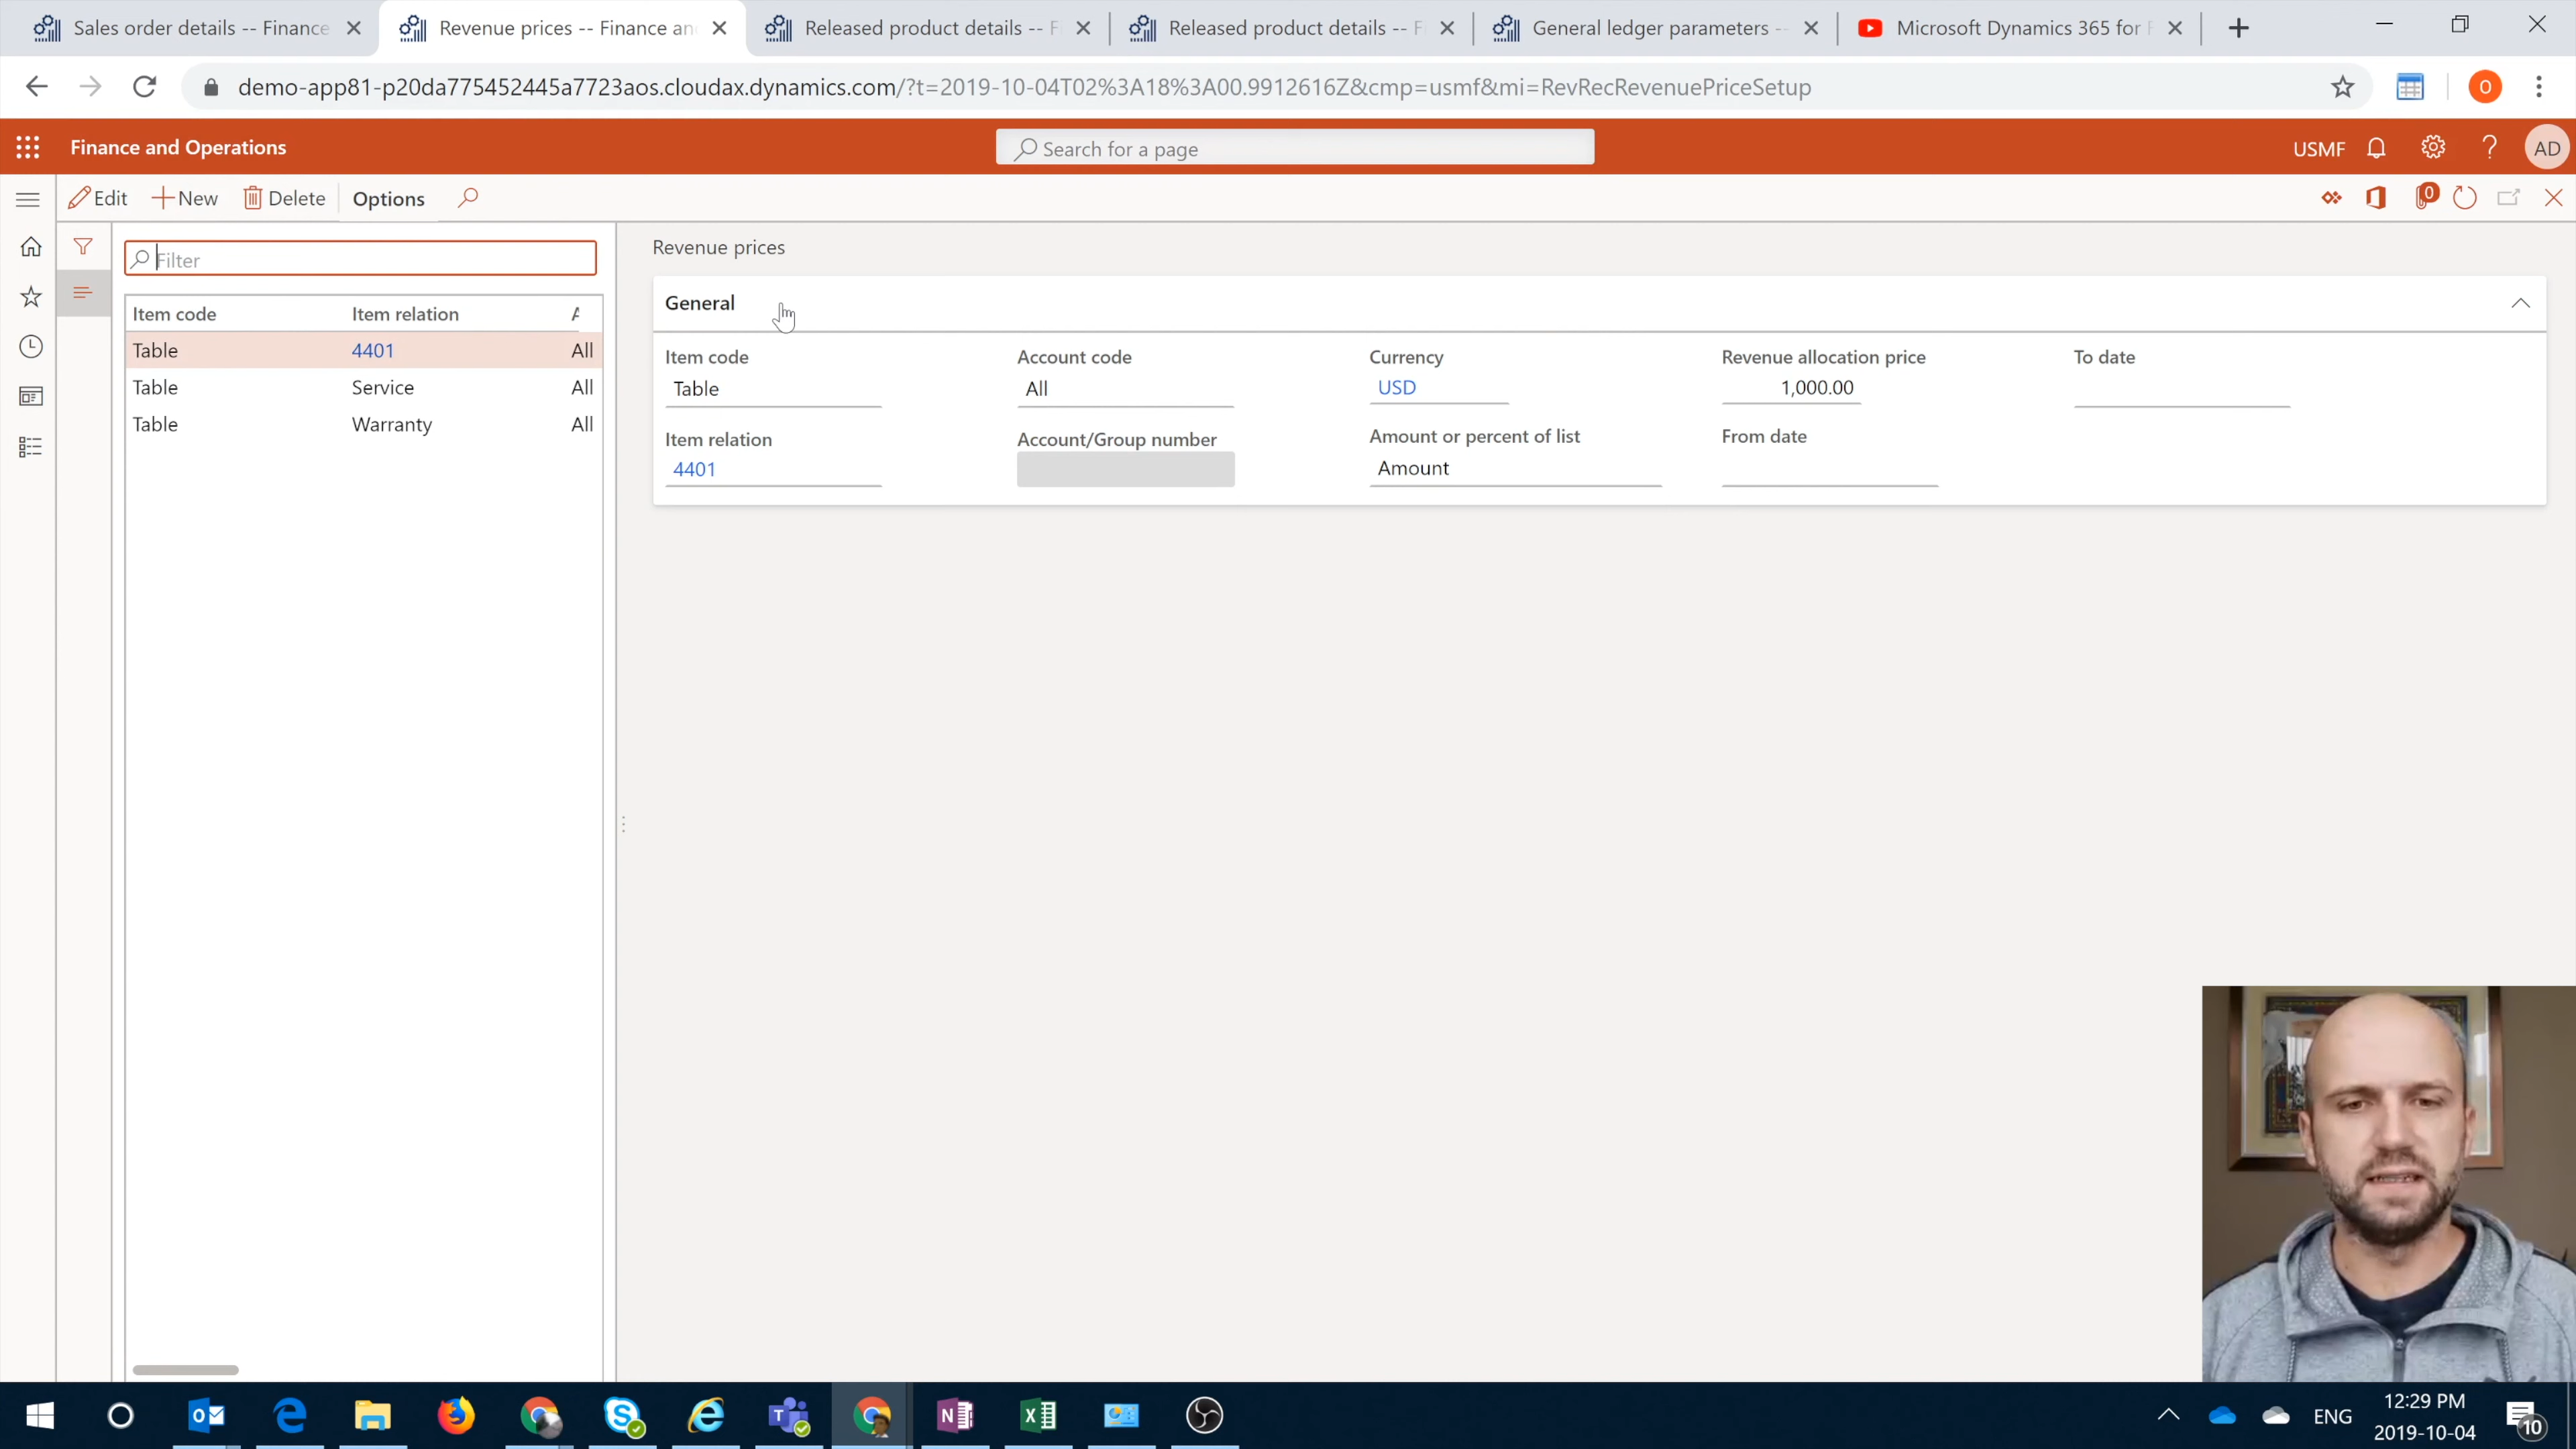 Sales order details -- Finance
Revenue prices -- Finance an
Released product details -- F
Released product details -- F
General ledger parameters --
Microsoft Dynamics 365 for F
demo-app81-p20da775452445a7723aos.cloudax.dynamics.com/?t=2019-10-04T02%3A18%3A00.9912616Z&cmp=usmf&mi=RevRecRevenuePriceSetup
O
Finance and Operations
Search for a page
USMF
AD
Edit
New
Delete
Options
0
Filter
Item code Item relation A
Table 4401 All
Table Service All
Table Warranty All
Revenue prices
General
Item code Account code Currency Revenue allocation price To date
Table All USD 1,000.00
Item relation Account/Group number Amount or percent of list From date
4401 Amount
ENG
12:29 PM
2019-10-04
10